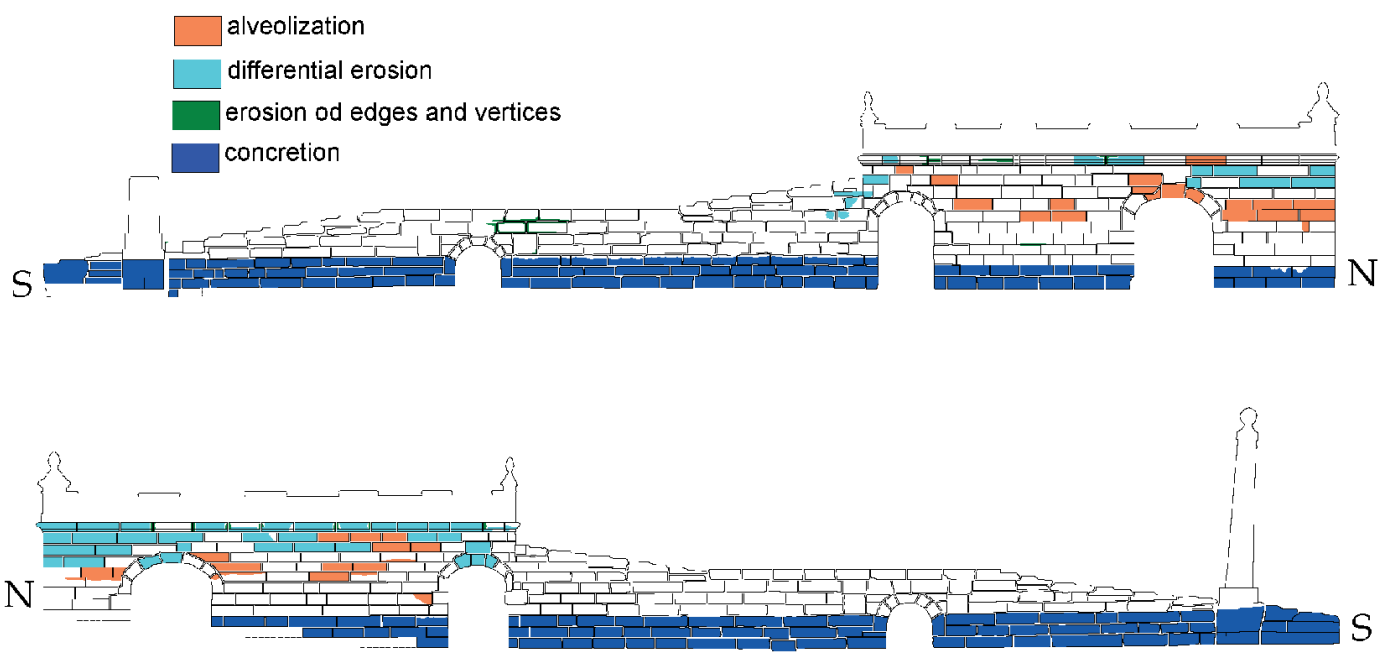 alveolization
differential erosion
erosion od edges and vertices
concretion
S
N
N
S